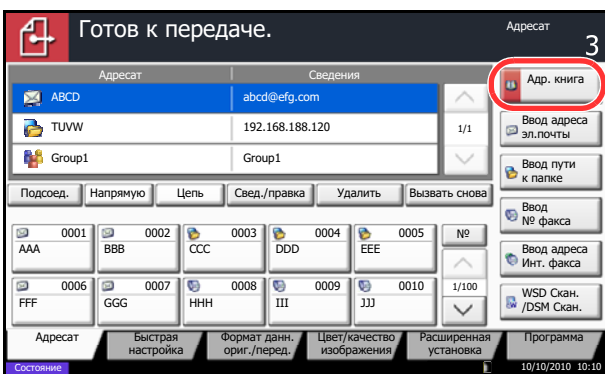 Готов к передаче.
Адресат
3
Адресат Сведения
ABCD abcd@efg.com
TUVW 192.168.188.120
Group1 Group1
1/1
Адр. книга
Ввод адреса
эл.почты
Ввод пути
к папке
Ввод
№ факса
Ввод адреса
Инт. факса
WSD Скан.
/DSM Скан.
Подсоед. Напрямую Цепь Свед./правка Удалить Вызвать снова
0001 0002 0003 0004 0005 №
AAA BBB CCC DDD EEE
0006 0007 0008 0009 0010 1/100
FFF GGG HHH III JJJ
Адресат
Быстрая
настройка
Формат данн.
ориг./перед.
Цвет/качество
изображения
Расширенная
установка
Программа
Состояние 10/10/2010 10:10